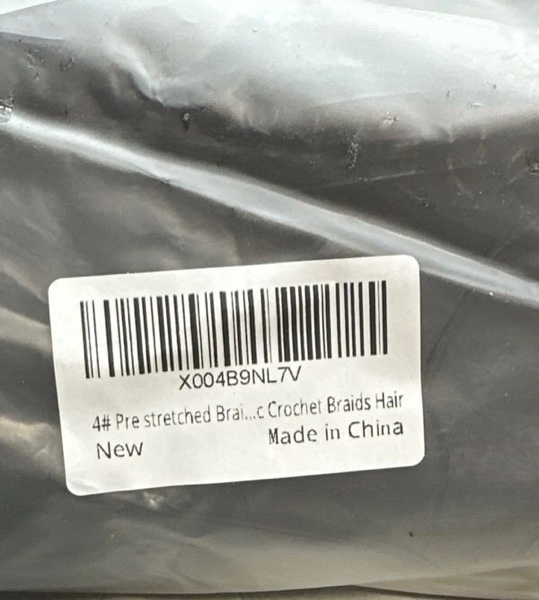 X004B9NL7V
4# Pre stretched Brai...c Crochet Braids Hair
New
Made in China